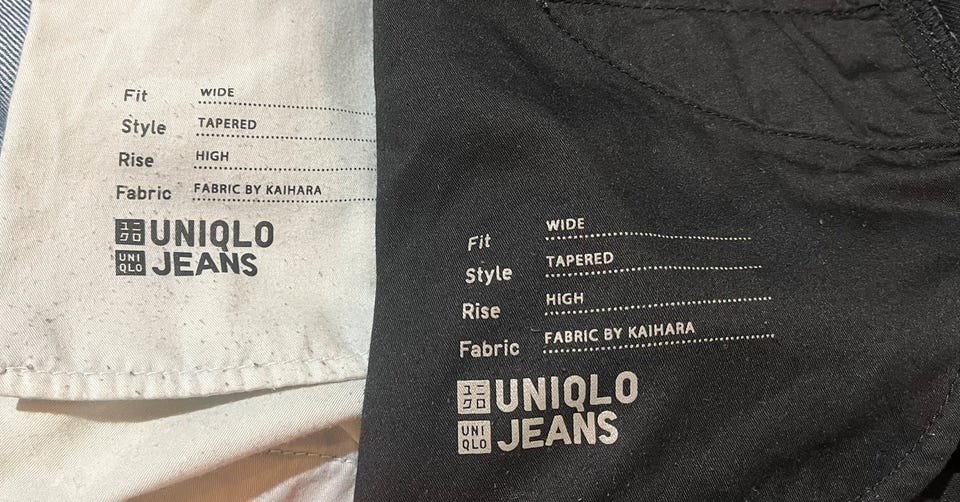 Fit WIDE
Style TAPERED
Rise HIGH
Fabric FABRIC BY KAIHARA
ユニ
クロ
UNIQLO
UNI
QLO
JEANS
Fit WIDE
Style TAPERED
Rise HIGH
Fabric FABRIC BY KAIHARA
ユニ
クロ
UNIQLO
UNI
QLO
JEANS